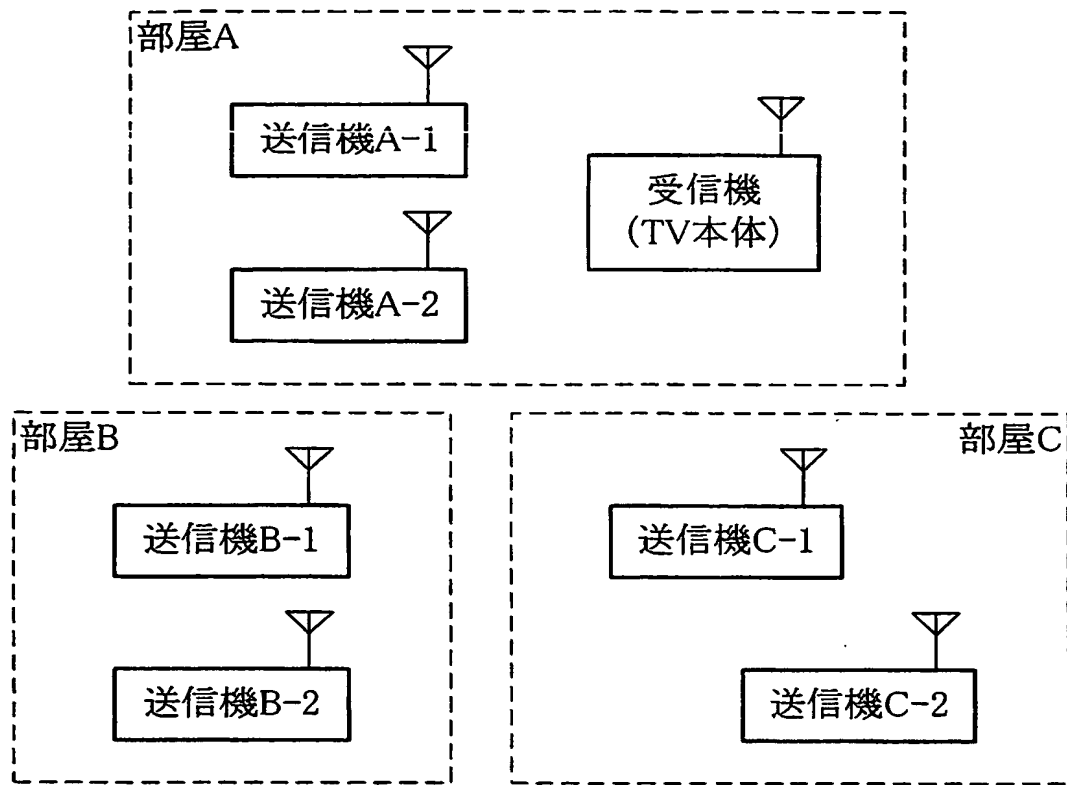 部屋A
送信機A-1
受信機
(TV本体)
送信機A-2
部屋B
部屋C
送信機B-1
送信機C-1
送信機B-2
送信機C-2